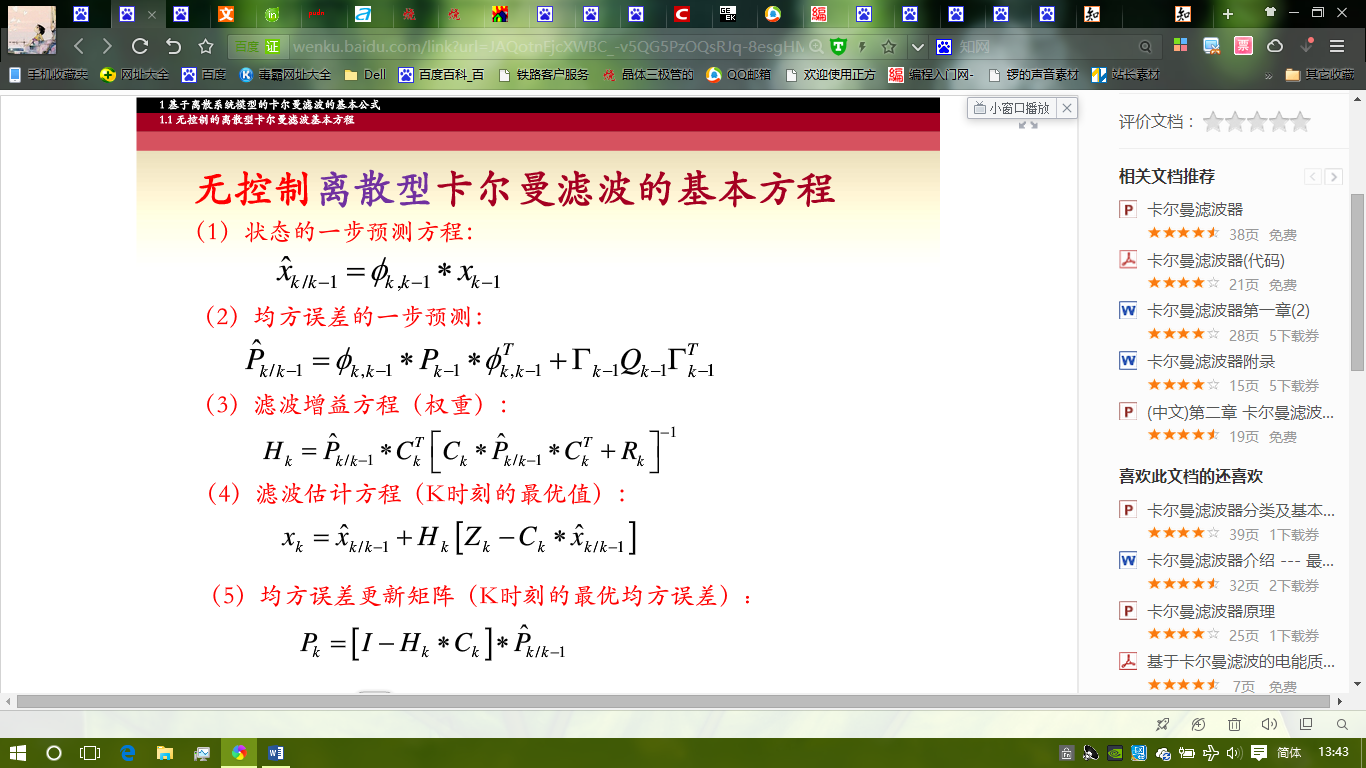 百度 证 wenku.baidu.com/link?url=JAQotnEjcXWBC_-v5QG5PzOQsRJq-8esgHM 知网 票
手机收藏夹 网址大全 百度 毒霸网址大全 Dell 百度百科_百 铁路客户服务 晶体三极管的 QQ邮箱 欢迎使用正方 编程入门网- 锣的声音素材 站长素材 » 其它收藏
1 基于离散系统模型的卡尔曼滤波的基本公式
1.1 无控制的离散型卡尔曼滤波基本方程
小窗口播放
无控制离散型卡尔曼滤波的基本方程
（1）状态的一步预测方程：
x̂_{k/k−1} = ϕ_{k,k−1} * x_{k−1}
（2）均方误差的一步预测：
P̂_{k/k−1} = ϕ_{k,k−1} * P_{k−1} * ϕ^T_{k,k−1} + Γ_{k−1}Q_{k−1}Γ^T_{k−1}
（3）滤波增益方程（权重）：
H_k = P̂_{k/k−1} * C_k^T [C_k * P̂_{k/k−1} * C_k^T + R_k]^{−1}
（4）滤波估计方程（K时刻的最优值）：
x_k = x̂_{k/k−1} + H_k [Z_k − C_k * x̂_{k/k−1}]
（5）均方误差更新矩阵（K时刻的最优均方误差）：
P_k = [I − H_k * C_k] * P̂_{k/k−1}
评价文档：
相关文档推荐
卡尔曼滤波器
38页 免费
卡尔曼滤波器(代码)
21页 免费
卡尔曼滤波器第一章(2)
28页 5下载券
卡尔曼滤波器附录
15页 5下载券
(中文)第二章 卡尔曼滤波...
19页 免费
喜欢此文档的还喜欢
卡尔曼滤波器分类及基本...
39页 1下载券
卡尔曼滤波器介绍 --- 最...
32页 2下载券
卡尔曼滤波器原理
25页 1下载券
基于卡尔曼滤波的电能质...
7页 免费
简体 13:43